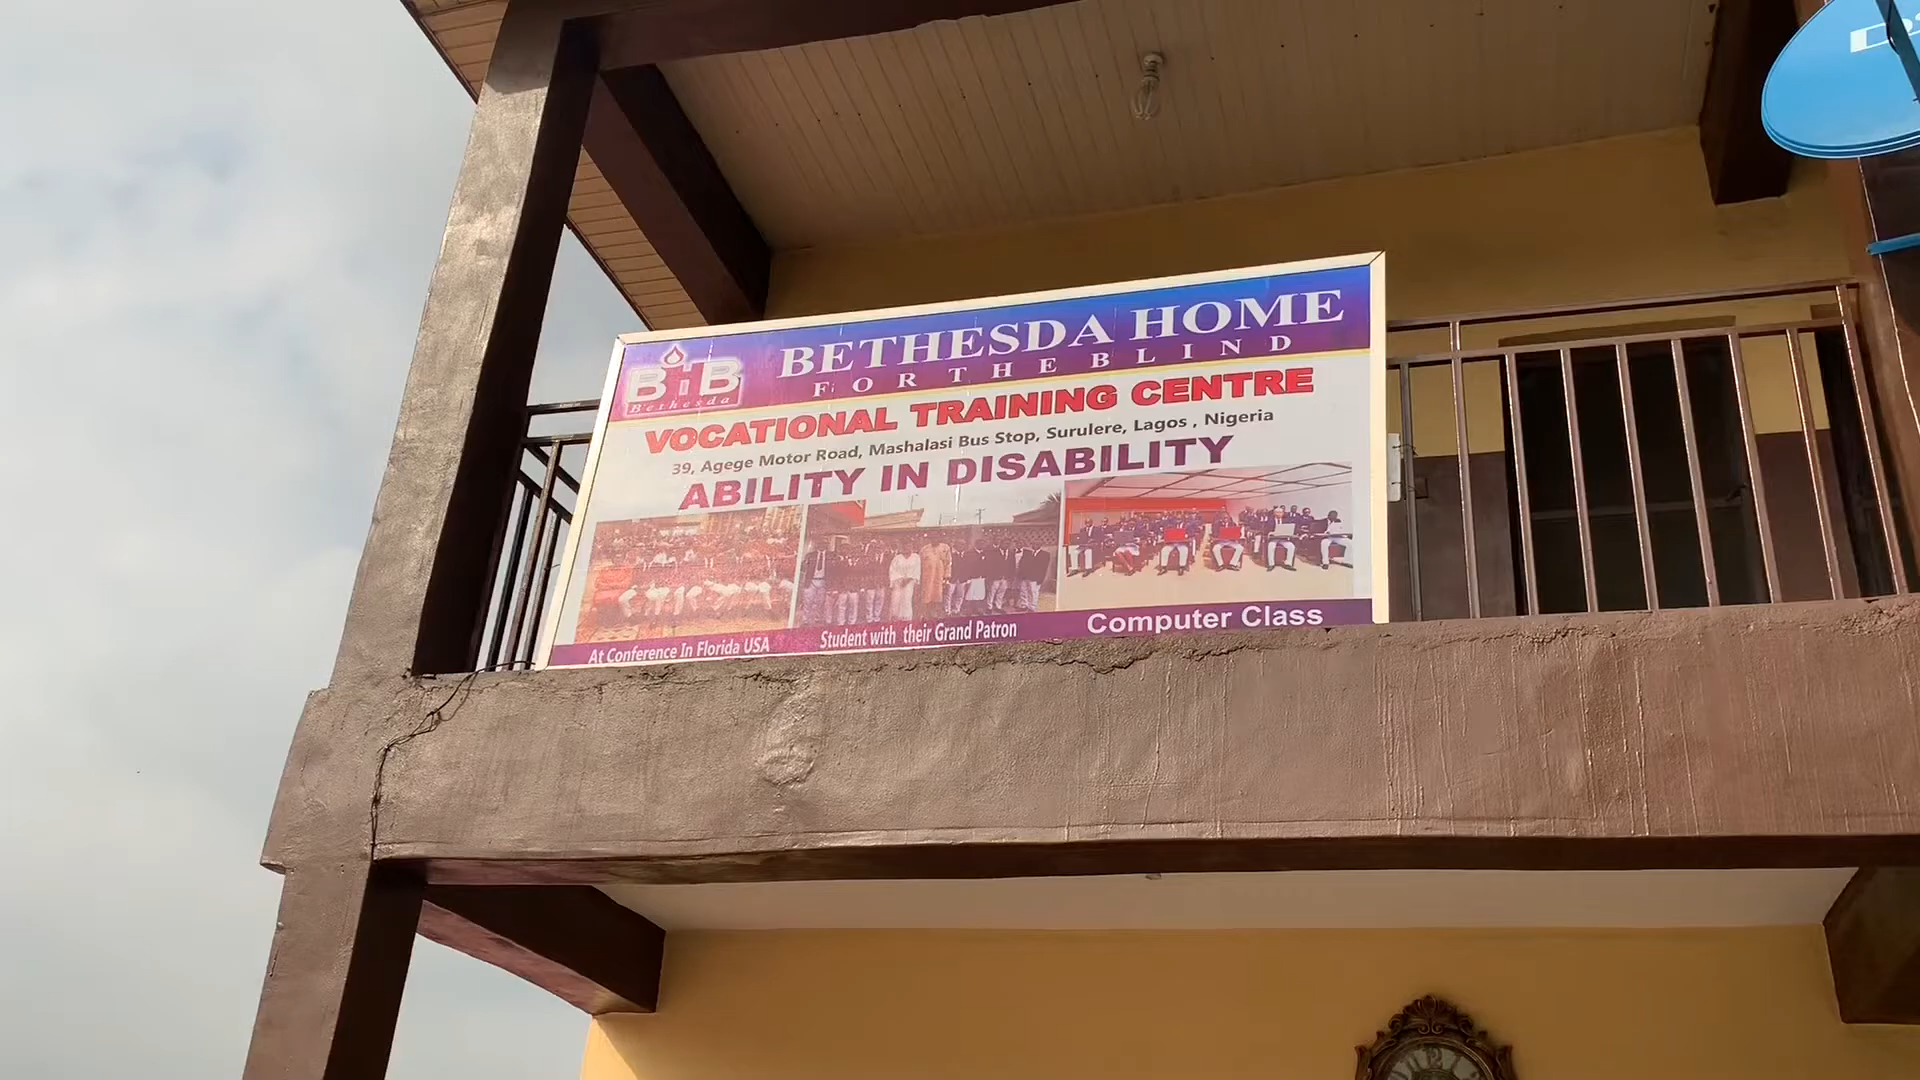 BETHESDA HOME
FOR THE BLIND
BiB
Bethesda
VOCATIONAL TRAINING CENTRE
39, Agege Motor Road, Mashalasi Bus Stop, Surulere, Lagos , Nigeria
ABILITY IN DISABILITY
At Conference In Florida USA
Student with their Grand Patron
Computer Class